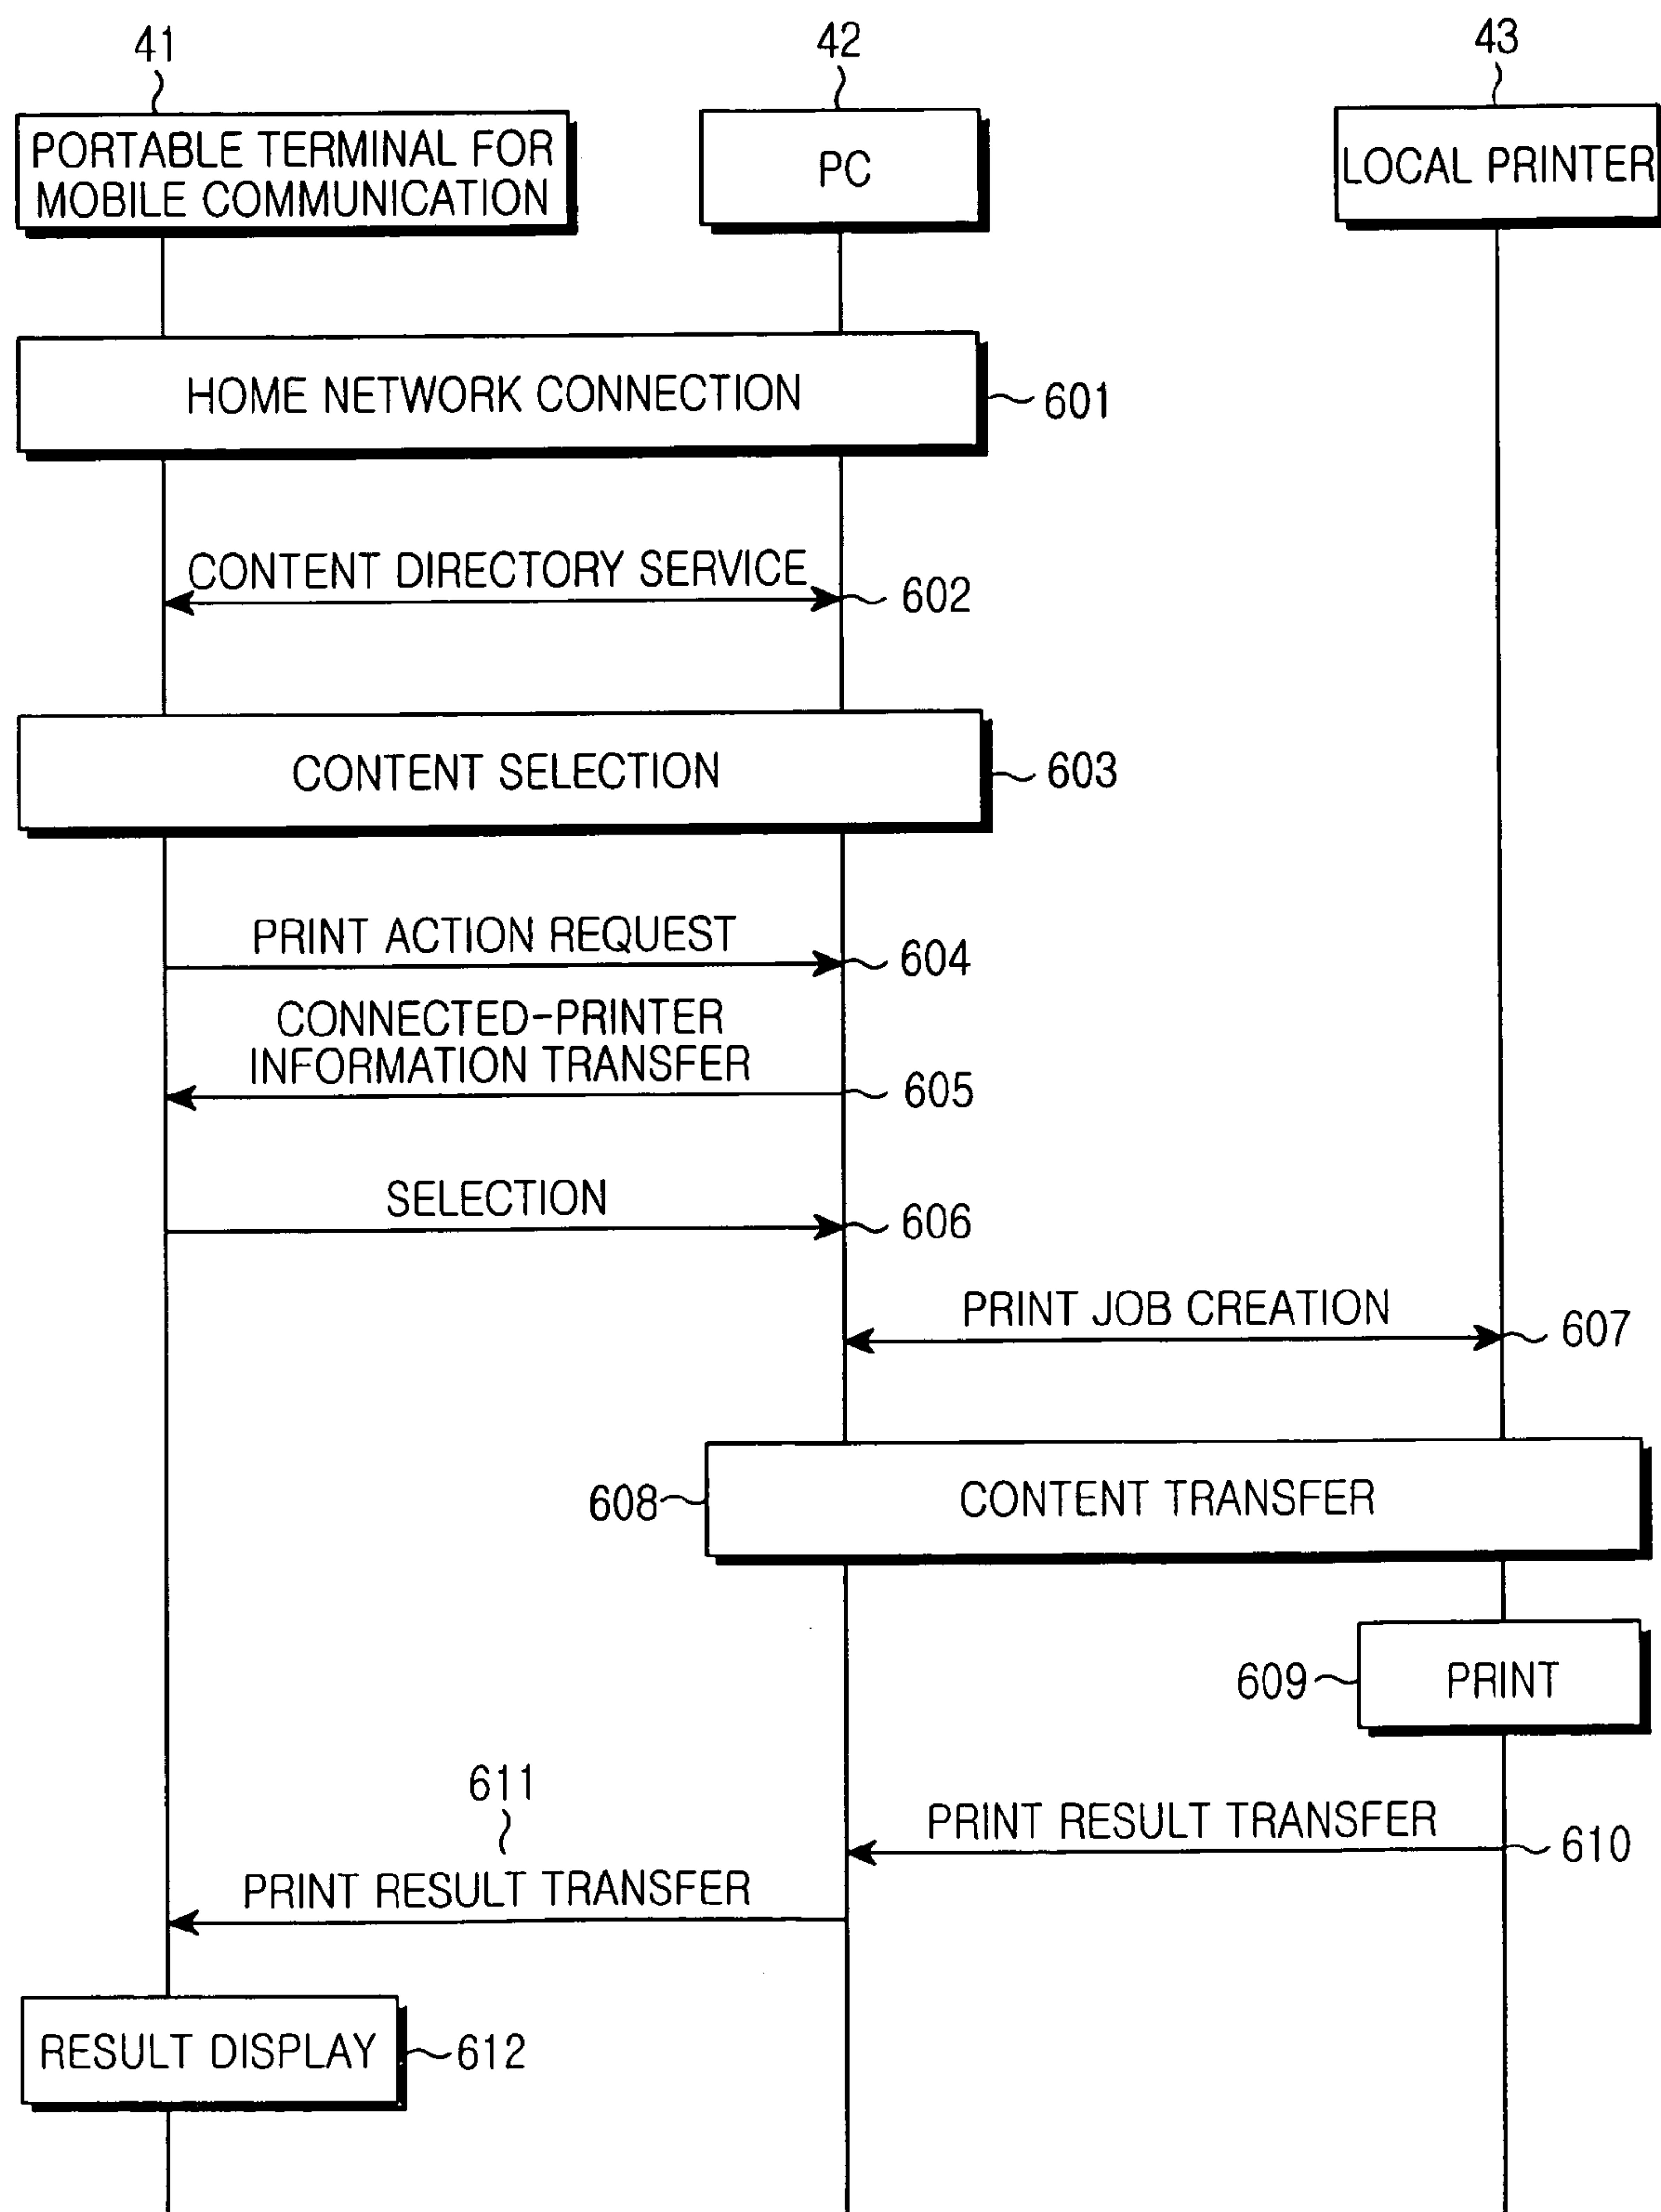 41
42
43
PORTABLE TERMINAL FOR
MOBILE COMMUNICATION
PC
LOCAL PRINTER
HOME NETWORK CONNECTION
601
CONTENT DIRECTORY SERVICE
602
CONTENT SELECTION
603
PRINT ACTION REQUEST
604
CONNECTED-PRINTER
INFORMATION TRANSFER
605
SELECTION
606
PRINT JOB CREATION
607
608
CONTENT TRANSFER
609
PRINT
611
PRINT RESULT TRANSFER
610
PRINT RESULT TRANSFER
RESULT DISPLAY
612